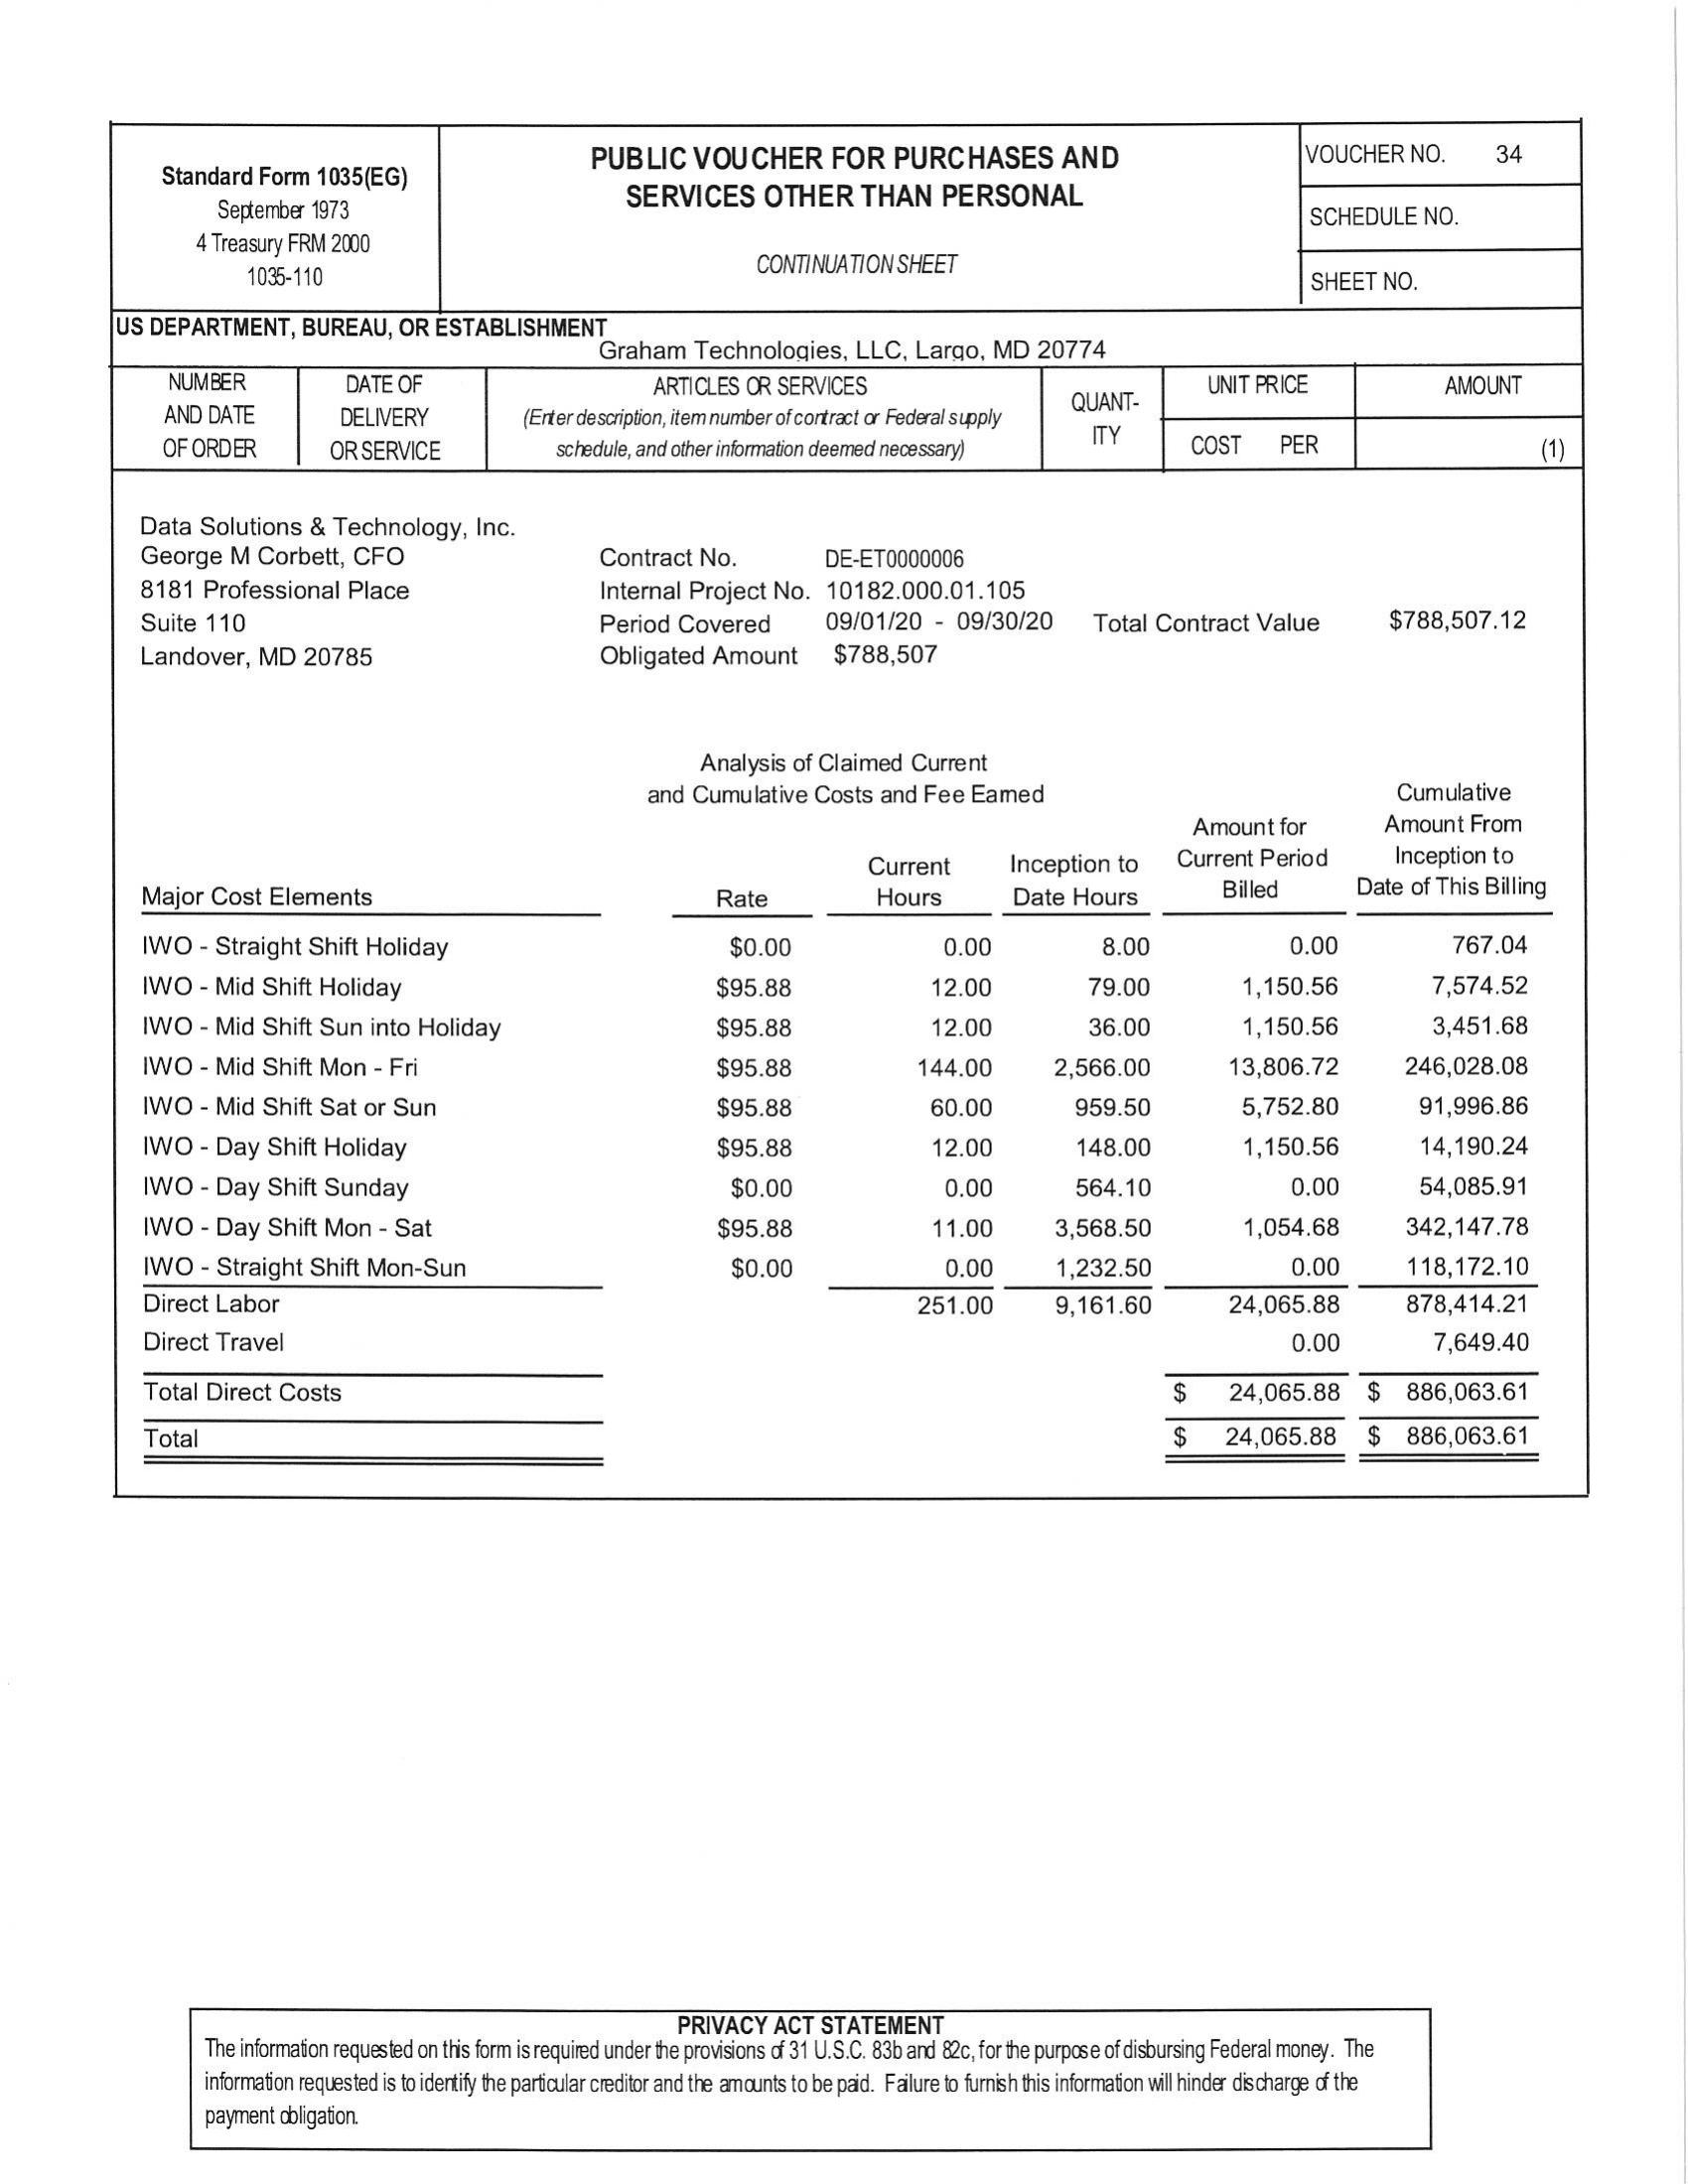 Standard Form 1035(EG)
September 1973
4 Treasury FRM 2000
1035-110
PUBLIC VOUCHER FOR PURCHASES AND
SERVICES OTHER THAN PERSONAL
CONTINUATION SHEET
VOUCHER NO. 34
SCHEDULE NO.
SHEET NO.
US DEPARTMENT, BUREAU, OR ESTABLISHMENT
Graham Technologies, LLC, Largo, MD 20774
NUMBER
AND DATE
OF ORDER
DATE OF
DELIVERY
OR SERVICE
ARTICLES OR SERVICES
(Enter description, item number of contract or Federal supply
schedule, and other information deemed necessary)
QUANT-
ITY
UNIT PRICE
COST PER
AMOUNT
(1)
Data Solutions & Technology, Inc.
George M Corbett, CFO
8181 Professional Place
Suite 110
Landover, MD 20785
Contract No. DE-ET0000006
Internal Project No. 10182.000.01.105
Period Covered 09/01/20 - 09/30/20 Total Contract Value $788,507.12
Obligated Amount $788,507
Analysis of Claimed Current
and Cumulative Costs and Fee Earned
Major Cost Elements
Rate
Current
Hours
Inception to
Date Hours
Amount for
Current Period
Billed
Cumulative
Amount From
Inception to
Date of This Billing
IWO - Straight Shift Holiday $0.00 0.00 8.00 0.00 767.04
IWO - Mid Shift Holiday $95.88 12.00 79.00 1,150.56 7,574.52
IWO - Mid Shift Sun into Holiday $95.88 12.00 36.00 1,150.56 3,451.68
IWO - Mid Shift Mon - Fri $95.88 144.00 2,566.00 13,806.72 246,028.08
IWO - Mid Shift Sat or Sun $95.88 60.00 959.50 5,752.80 91,996.86
IWO - Day Shift Holiday $95.88 12.00 148.00 1,150.56 14,190.24
IWO - Day Shift Sunday $0.00 0.00 564.10 0.00 54,085.91
IWO - Day Shift Mon - Sat $95.88 11.00 3,568.50 1,054.68 342,147.78
IWO - Straight Shift Mon-Sun $0.00 0.00 1,232.50 0.00 118,172.10
Direct Labor 251.00 9,161.60 24,065.88 878,414.21
Direct Travel 0.00 7,649.40
Total Direct Costs $ 24,065.88 $ 886,063.61
Total $ 24,065.88 $ 886,063.61
PRIVACY ACT STATEMENT
The information requested on this form is required under the provisions of 31 U.S.C. 83b and 82c, for the purpose of disbursing Federal money. The
information requested is to identify the particular creditor and the amounts to be paid. Failure to furnish this information will hinder discharge of the
payment obligation.